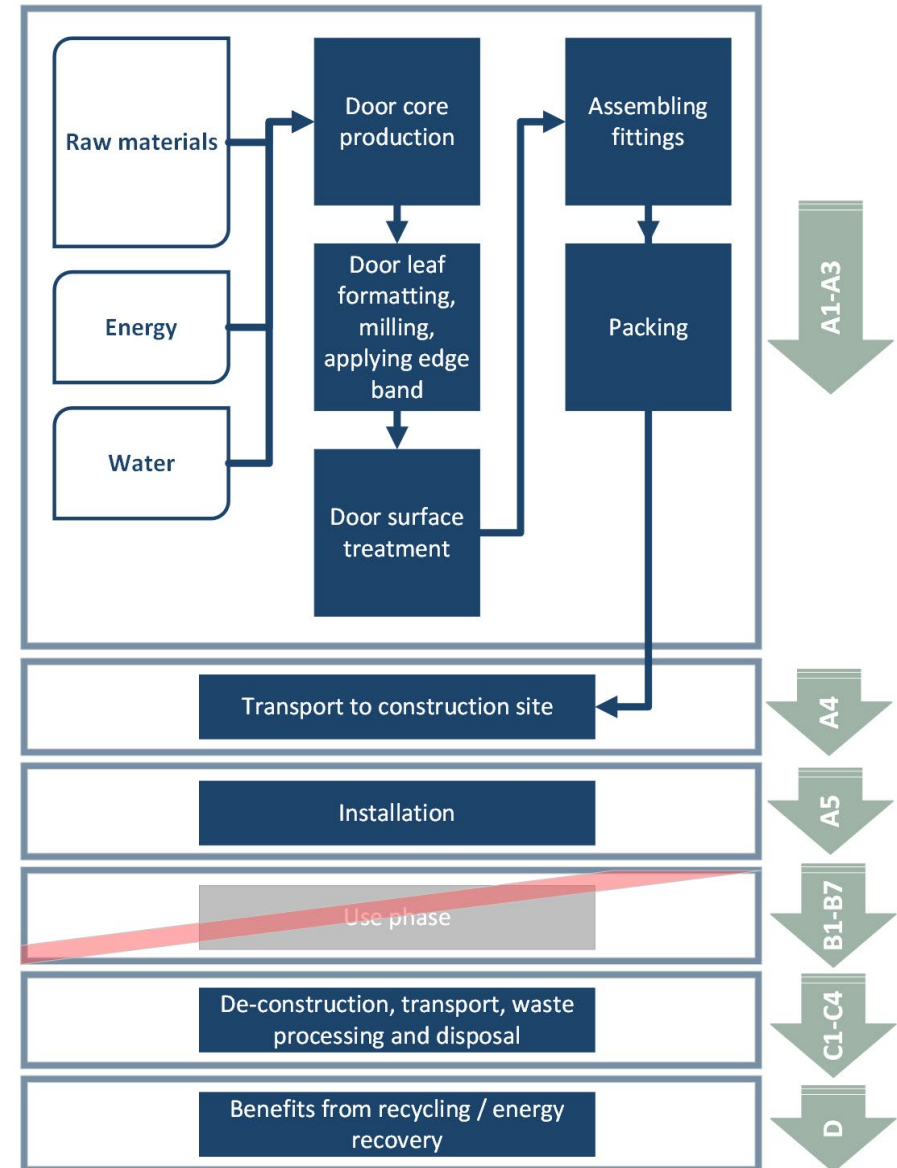 Raw materials
Energy
Water
Door core
production
Door leaf
formatting,
milling,
applying edge
band
Door surface
treatment
Assembling
fittings
Packing
A1-A3
Transport to construction site
A4
Installation
A5
Use phase
B1-B7
De-construction, transport, waste
processing and disposal
C1-C4
Benefits from recycling / energy
recovery
D